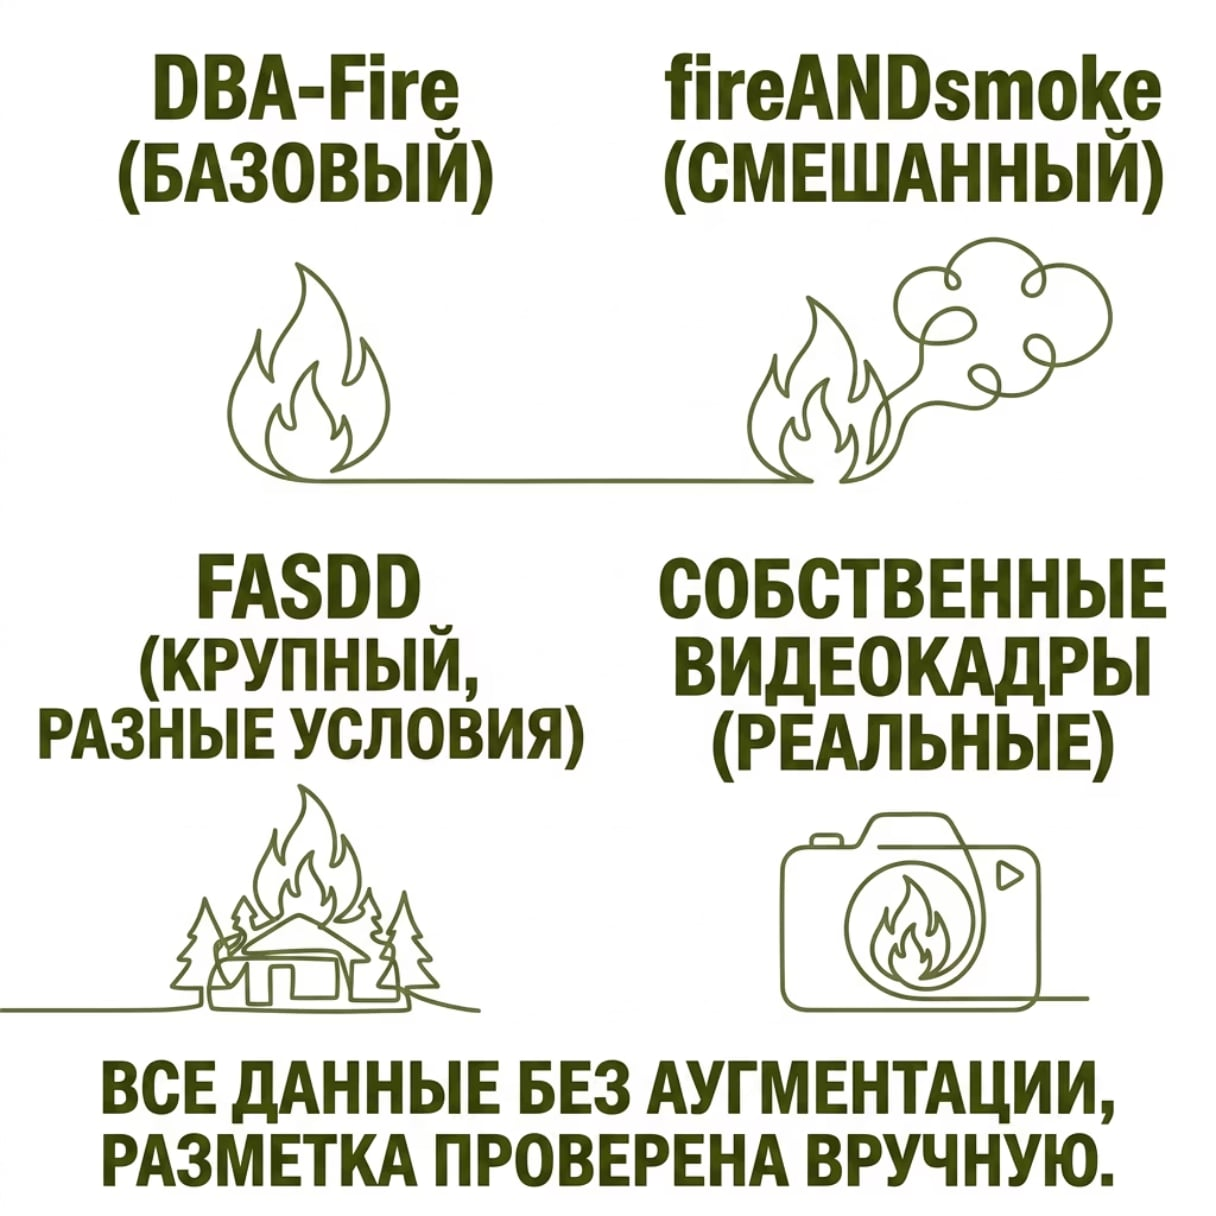 DBA-Fire
(БАЗОВЫЙ)
fireANDsmoke
(СМЕШАННЫЙ)
FASDD
(КРУПНЫЙ,
РАЗНЫЕ УСЛОВИЯ)
СОБСТВЕННЫЕ
ВИДЕОКАДРЫ
(РЕАЛЬНЫЕ)
ВСЕ ДАННЫЕ БЕЗ АУГМЕНТАЦИИ,
РАЗМЕТКА ПРОВЕРЕНА ВРУЧНУЮ.